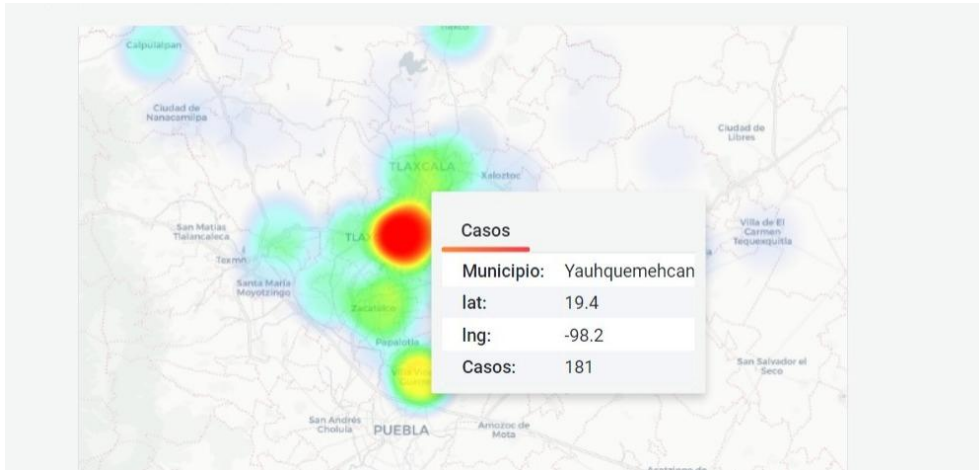 Calpulalpan
Ciudad de
Nanacamilpa
Ciudad de
Libres
TLAXCALA
Xaloztoc
San Matías
Tlalancaleca
TLA
Casos
Villa de El
Carmen
Tequexquitla
Municipio: Yauhquemehcan
Santa María
Moyotzingo
lat: 19.4
Zacatelco
lng: -98.2
Papalotla
Casos: 181
San Salvador el
Seco
San Andrés
Cholula
PUEBLA
Amozoc de
Mota